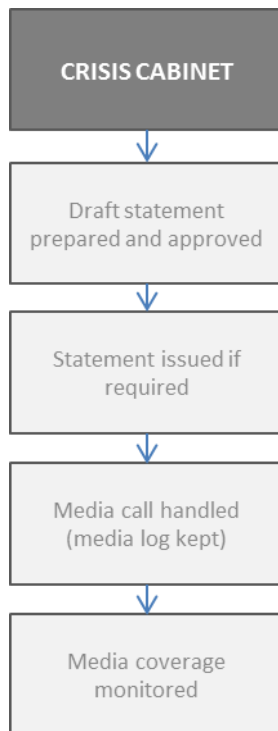 CRISIS CABINET
Draft statement
prepared and approved
Statement issued if
required
Media call handled
(media log kept)
Media coverage
monitored